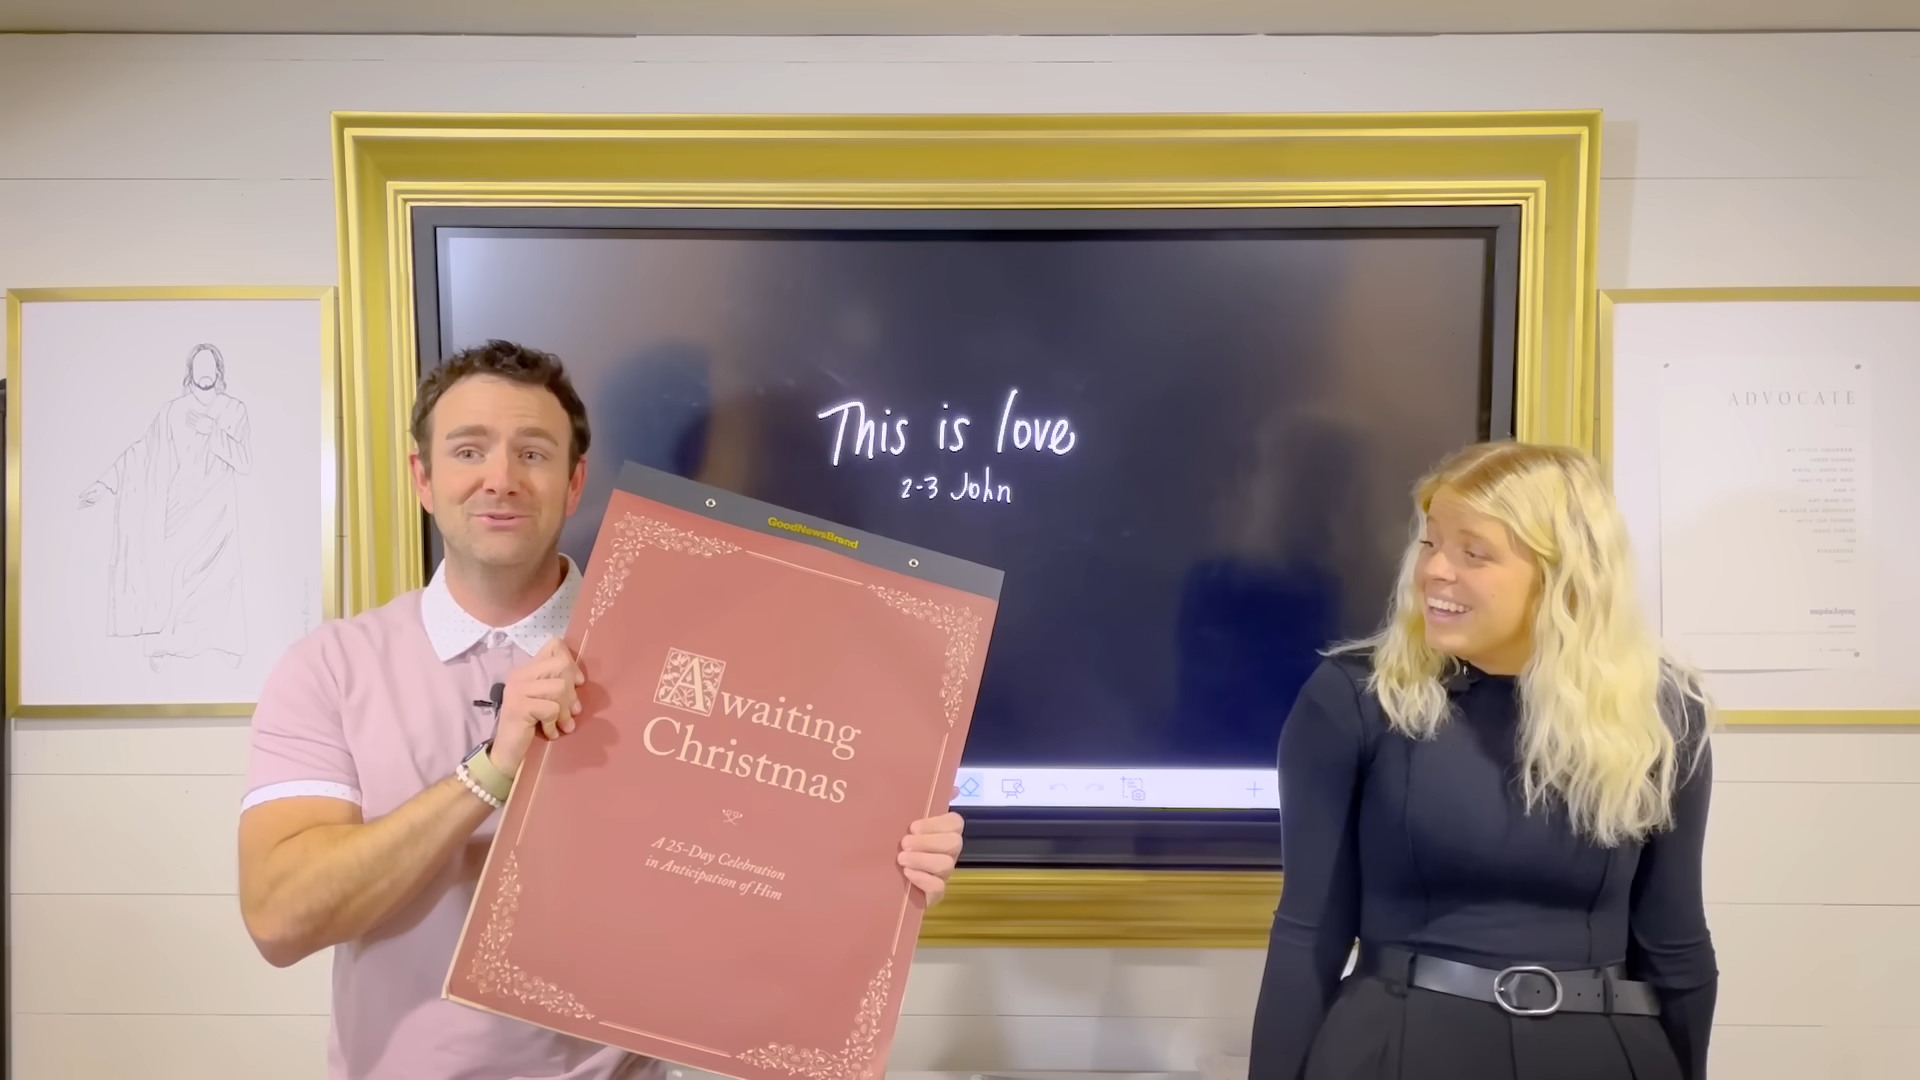 This is love
2-3 John
GoodNewsBrand
Awaiting
Christmas
A 25-Day Celebration
in Anticipation of Him
ADVOCATE